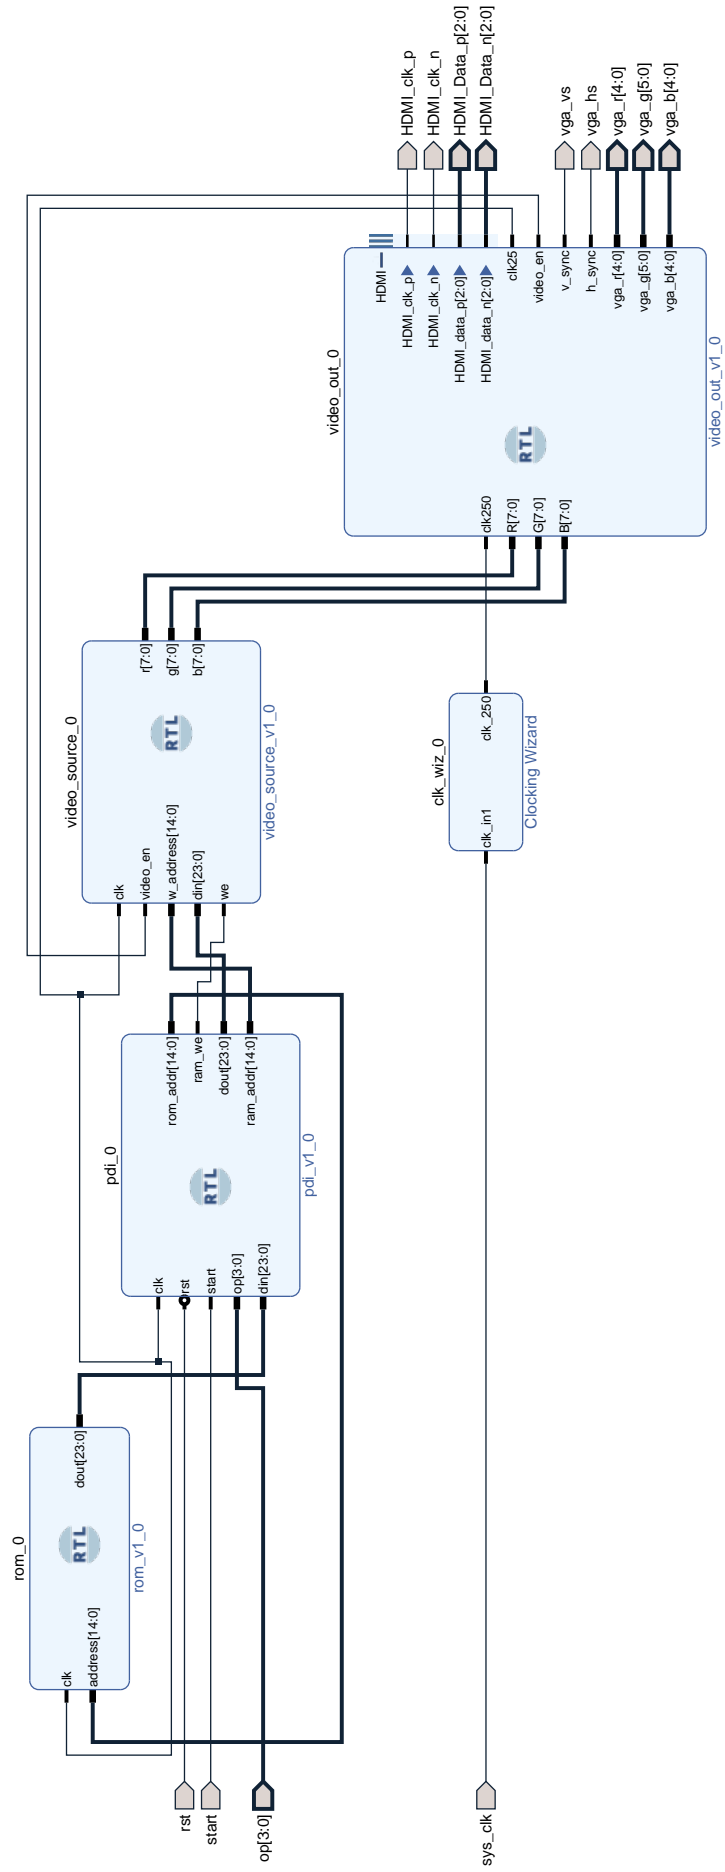 rom_0
clk
address[14:0]
dout[23:0]
RTL
rom_v1_0
rst
start
op[3:0]
sys_clk
pdi_0
clk
rst
start
op[3:0]
din[23:0]
rom_addr[14:0]
ram_we
dout[23:0]
ram_addr[14:0]
RTL
pdi_v1_0
video_source_0
clk
video_en
w_address[14:0]
din[23:0]
we
r[7:0]
g[7:0]
b[7:0]
RTL
video_source_v1_0
clk_wiz_0
clk_in1
clk_250
Clocking Wizard
video_out_0
clk250
R[7:0]
G[7:0]
B[7:0]
HDMI
HDMI_clk_p
HDMI_clk_n
HDMI_data_p[2:0]
HDMI_data_n[2:0]
clk25
video_en
v_sync
h_sync
vga_r[4:0]
vga_g[5:0]
vga_b[4:0]
RTL
video_out_v1_0
HDMI_clk_p
HDMI_clk_n
HDMI_Data_p[2:0]
HDMI_Data_n[2:0]
vga_vs
vga_hs
vga_r[4:0]
vga_g[5:0]
vga_b[4:0]